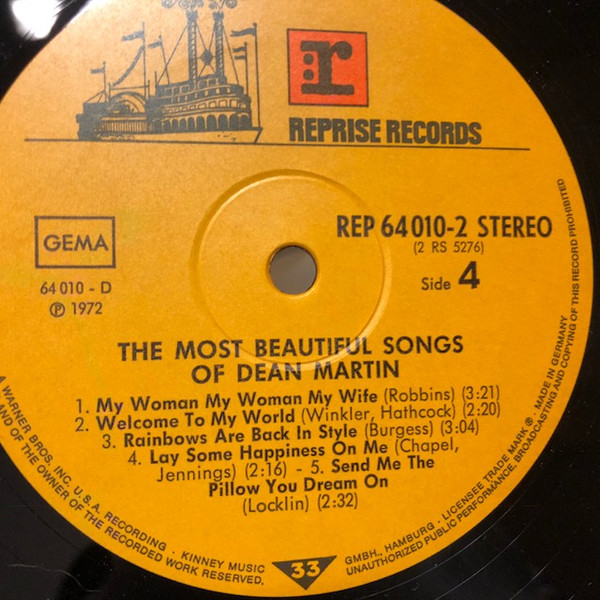 r
REPRISE RECORDS
GEMA
REP 64 010-2 STEREO
(2 RS 5276)
64 010 - D
Side 4
℗ 1972
THE MOST BEAUTIFUL SONGS
OF DEAN MARTIN
1. My Woman My Woman My Wife (Robbins) (3:21)
2. Welcome To My World (Winkler, Hathcock) (2:20)
3. Rainbows Are Back In Style (Burgess) (3:04)
4. Lay Some Happiness On Me (Chapel,
Jennings) (2:16) - 5. Send Me The
Pillow You Dream On
(Locklin) (2:32)
A WARNER BROS. INC. U.S.A. RECORDING · KINNEY MUSIC
GMBH., HAMBURG · LICENSEE TRADE MARK ® · MADE IN GERMANY
AND OF THE OWNER OF THE RECORDED WORK RESERVED.
UNAUTHORIZED PUBLIC PERFORMANCE, BROADCASTING AND COPYING OF THIS RECORD PROHIBITED
33